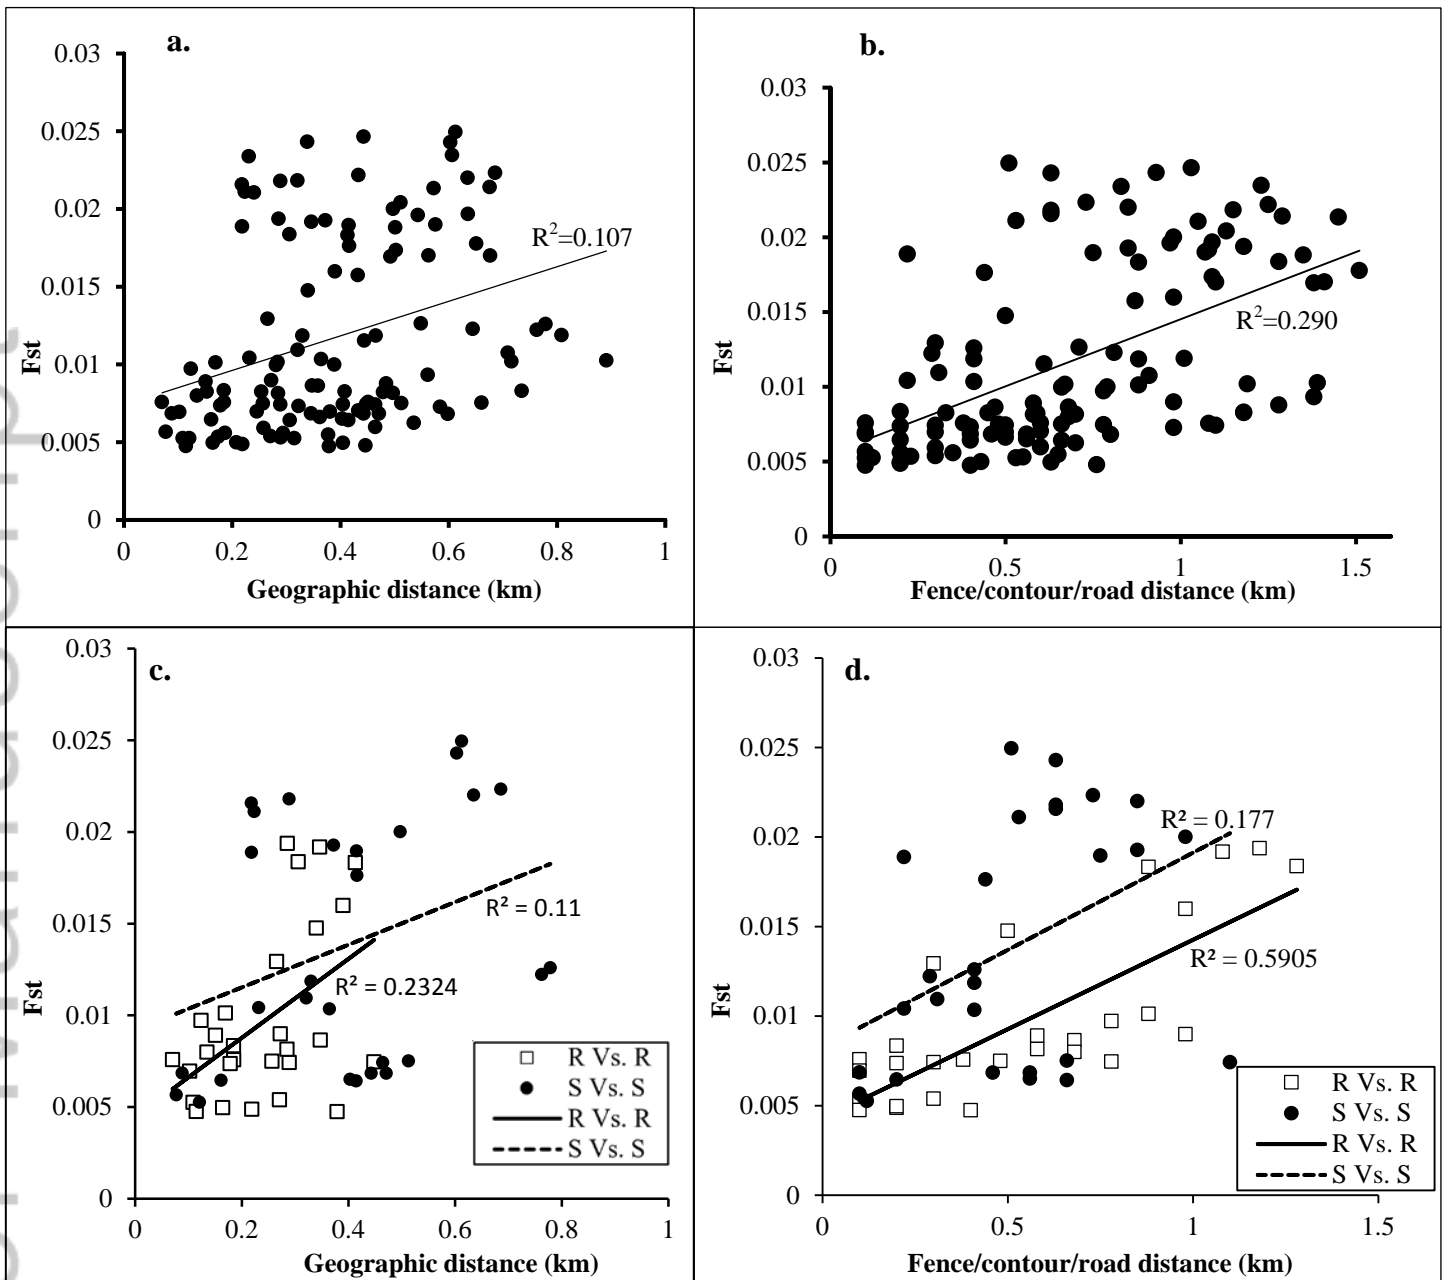 a.
0.03
0.025
0.02
0.015
0.01
0.005
0
Fst
R2=0.107
0 0.2 0.4 0.6 0.8 1
Geographic distance (km)
b.
0.03
0.025
0.02
0.015
0.01
0.005
0
Fst
R2=0.290
0 0.5 1 1.5
Fence/contour/road distance (km)
c.
0.03
0.025
0.02
0.015
0.01
0.005
0
Fst
R² = 0.11
R² = 0.2324
R Vs. R
S Vs. S
R Vs. R
S Vs. S
0 0.2 0.4 0.6 0.8 1
Geographic distance (km)
d.
0.03
0.025
0.02
0.015
0.01
0.005
0
Fst
R² = 0.177
R² = 0.5905
R Vs. R
S Vs. S
R Vs. R
S Vs. S
0 0.5 1 1.5
Fence/contour/road distance (km)